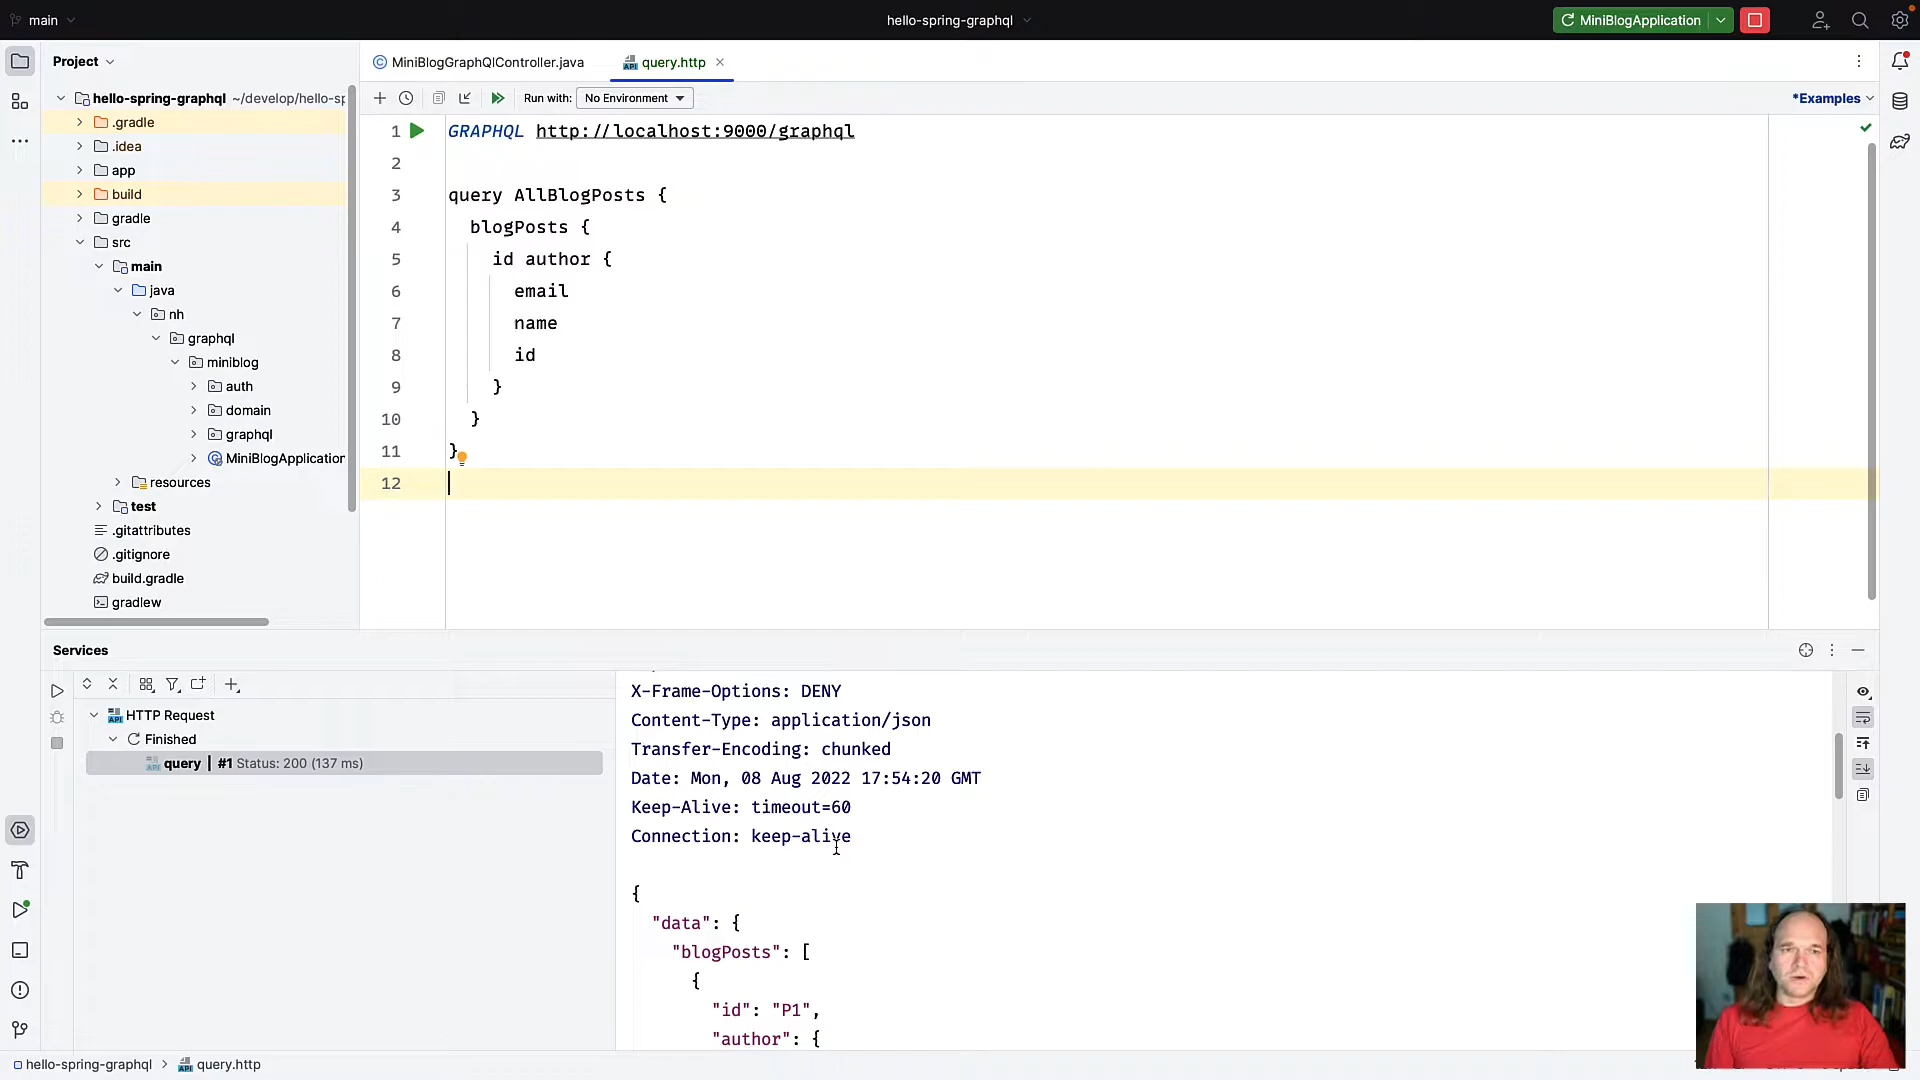 main
hello-spring-graphql
MiniBlogApplication
Project
MiniBlogGraphQlController.java
query.http
hello-spring-graphql ~/develop/hello-sp
.gradle
.idea
app
build
gradle
src
main
java
nh
graphql
miniblog
auth
domain
graphql
MiniBlogApplication
resources
test
.gitattributes
.gitignore
build.gradle
gradlew
Run with: No Environment
*Examples
1 GRAPHQL http://localhost:9000/graphql
2
3 query AllBlogPosts {
4 blogPosts {
5 id author {
6 email
7 name
8 id
9 }
10 }
11 }
12
Services
HTTP Request
Finished
query | #1 Status: 200 (137 ms)
X-Frame-Options: DENY
Content-Type: application/json
Transfer-Encoding: chunked
Date: Mon, 08 Aug 2022 17:54:20 GMT
Keep-Alive: timeout=60
Connection: keep-alive
{
"data": {
"blogPosts": [
{
"id": "P1",
"author": {
hello-spring-graphql > query.http